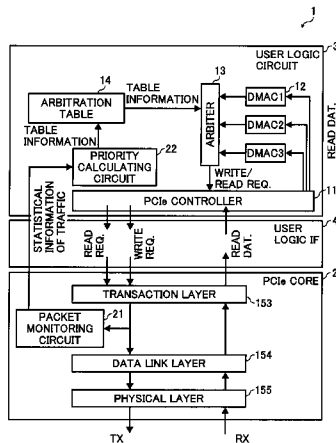 1
3
USER LOGIC
CIRCUIT
14
ARBITRATION
TABLE
TABLE
INFORMATION
13
ARBITER
12
DMAC1
DMAC2
DMAC3
READ DAT.
TABLE
INFORMATION
22
PRIORITY
CALCULATING
CIRCUIT
WRITE/
READ REQ.
11
PCIe CONTROLLER
STATISTICAL
INFORMATION
OF TRAFFIC
4
READ
REQ.
WRITE
REQ.
READ
DAT.
USER
LOGIC IF
2
PCIe CORE
TRANSACTION LAYER
153
21
PACKET
MONITORING
CIRCUIT
154
DATA LINK LAYER
155
PHYSICAL LAYER
TX
RX